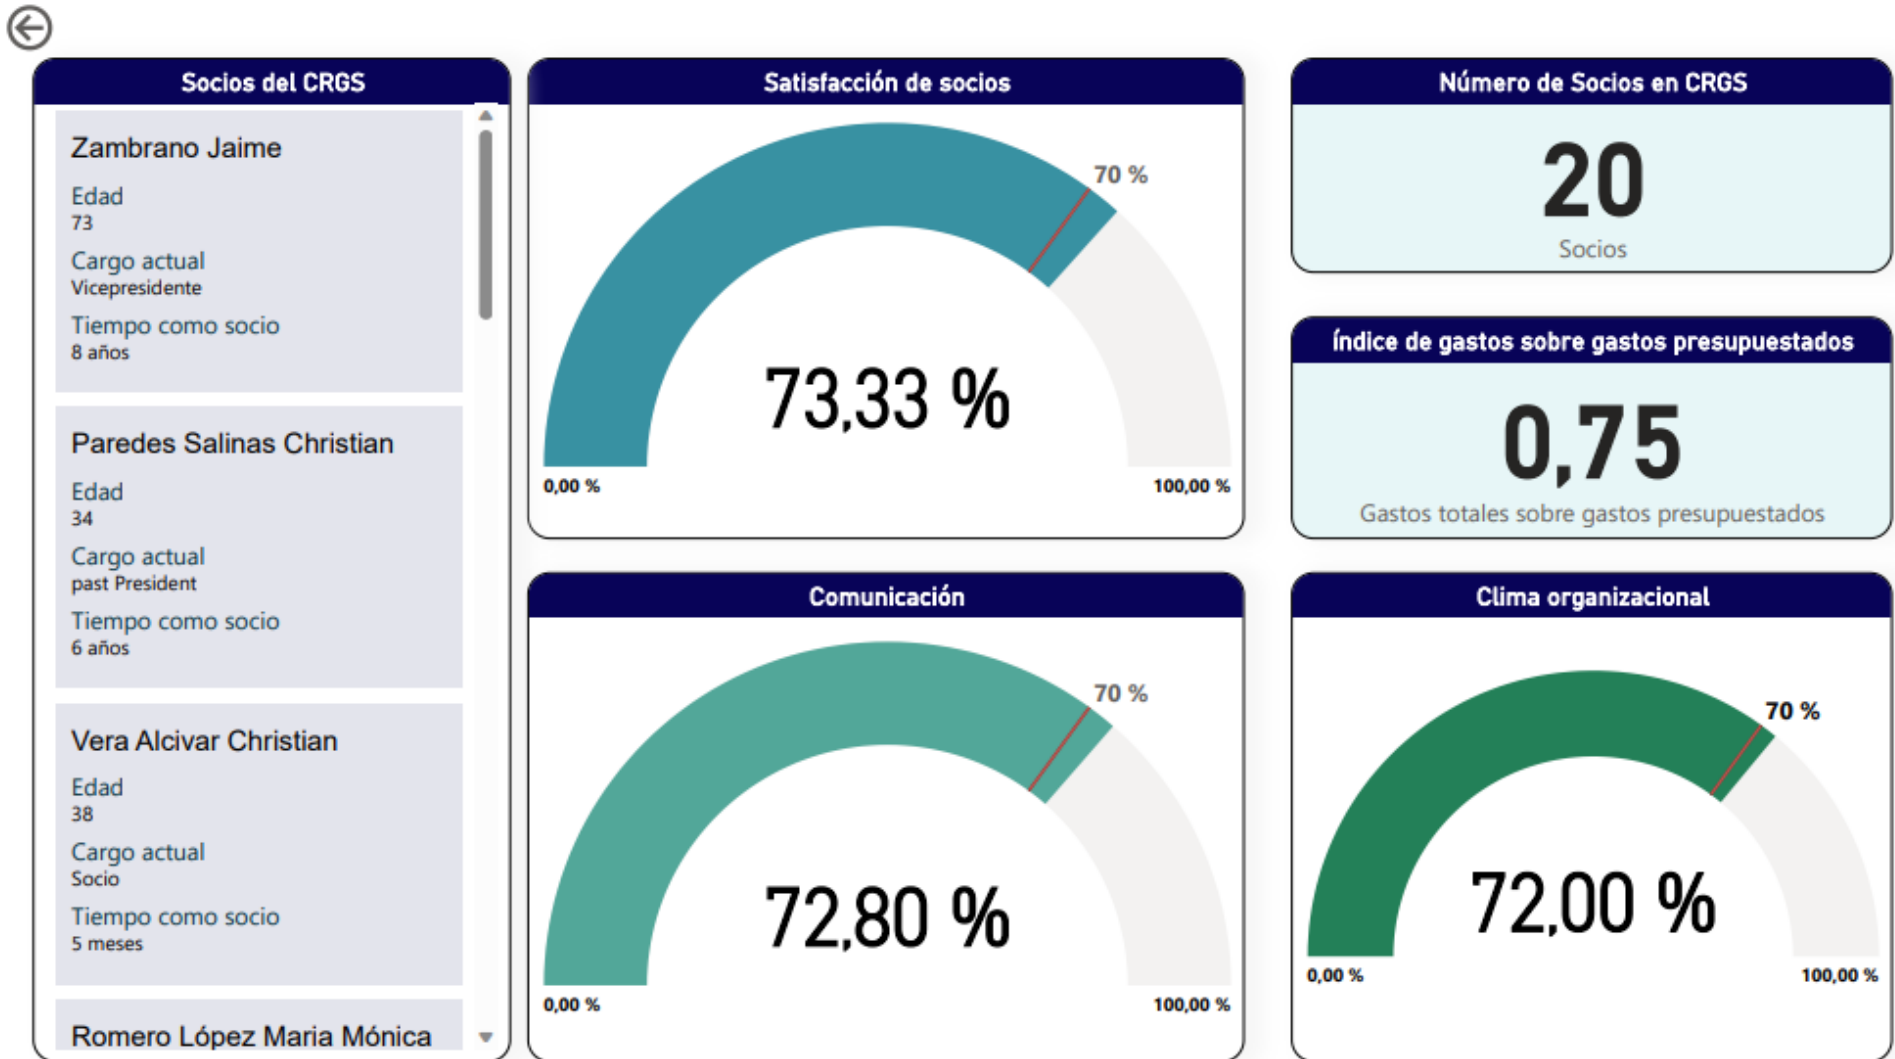 Socios del CRGS
Zambrano Jaime
Edad
73
Cargo actual
Vicepresidente
Tiempo como socio
8 años
Paredes Salinas Christian
Edad
34
Cargo actual
past President
Tiempo como socio
6 años
Vera Alcivar Christian
Edad
38
Cargo actual
Socio
Tiempo como socio
5 meses
Romero López Maria Mónica
Satisfacción de socios
70 %
73,33 %
0,00 %
100,00 %
Número de Socios en CRGS
20
Socios
Índice de gastos sobre gastos presupuestados
0,75
Gastos totales sobre gastos presupuestados
Comunicación
70 %
72,80 %
0,00 %
100,00 %
Clima organizacional
70 %
72,00 %
0,00 %
100,00 %